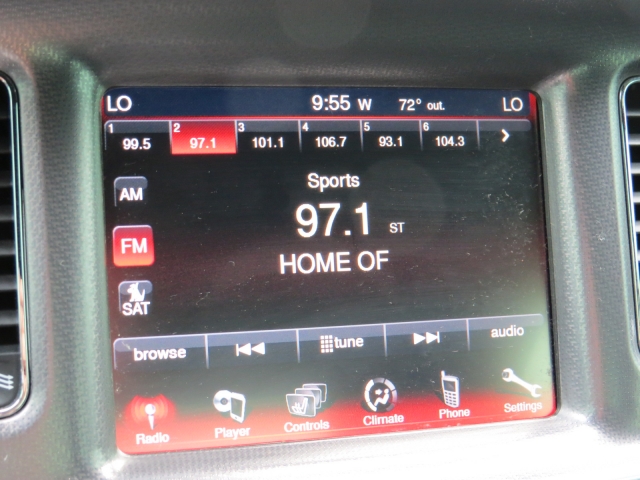 LO 9:55 W 72° out. LO
1 2 3 4 5 6
99.5 97.1 101.1 106.7 93.1 104.3
Sports
AM
97.1 ST
FM
HOME OF
SAT
browse tune audio
Radio Player Controls Climate Phone Settings